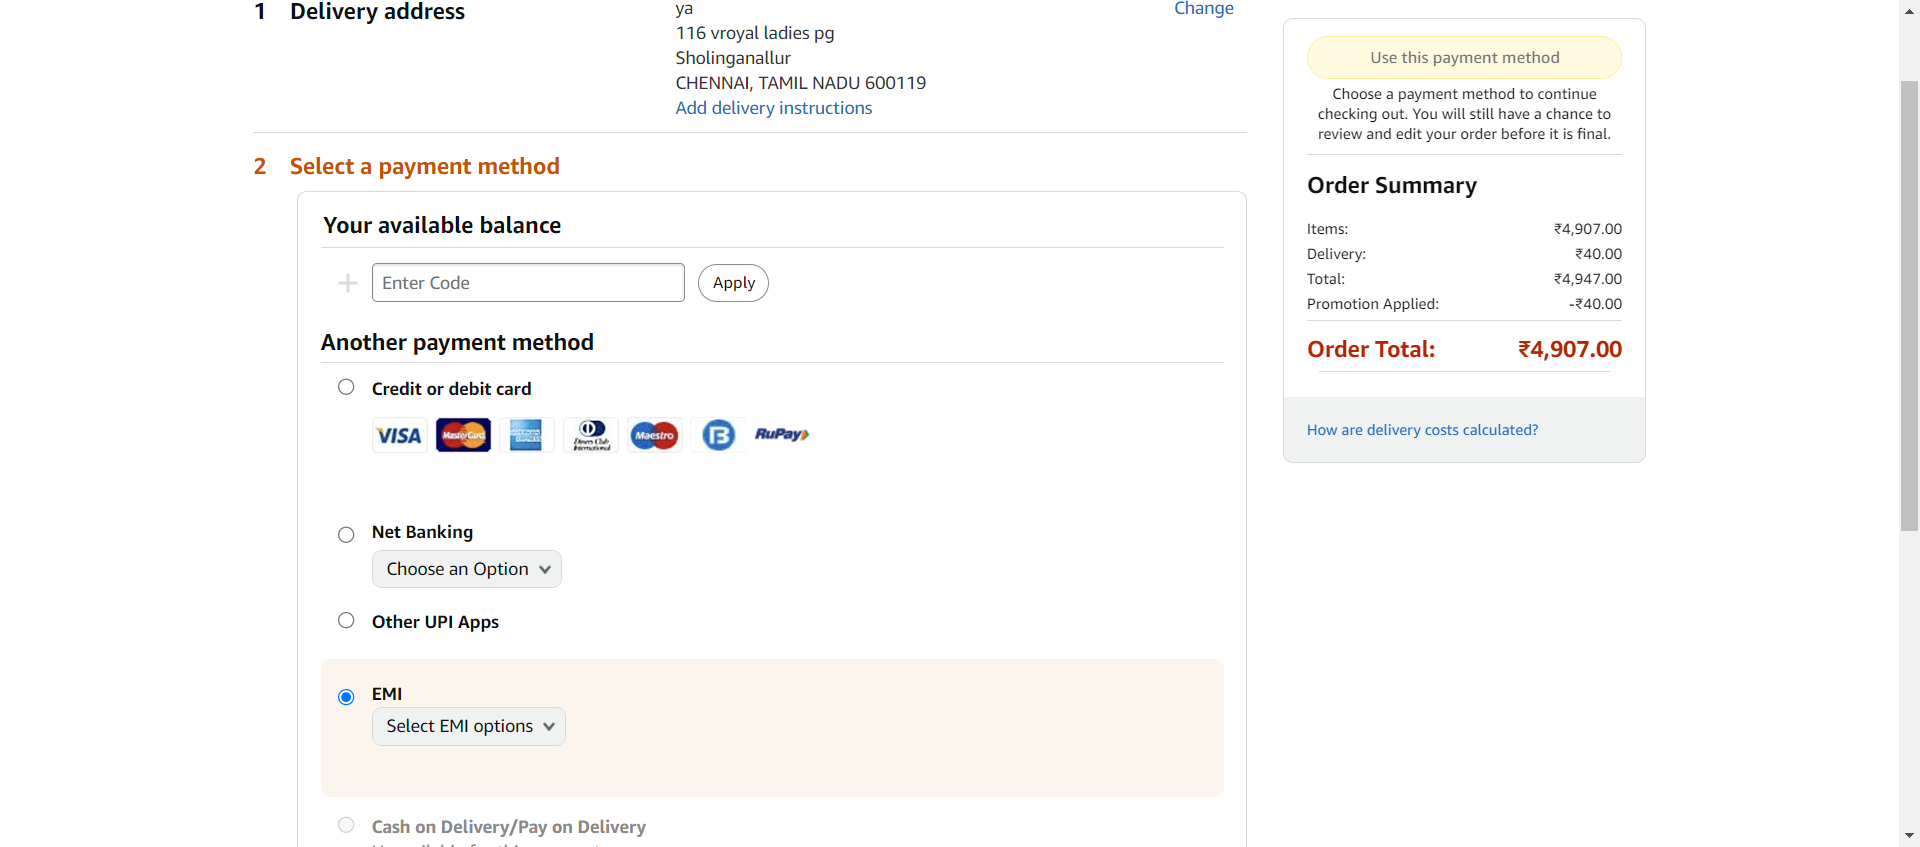 1 Delivery address
ya
Change
116 vroyal ladies pg
Sholinganallur
CHENNAI, TAMIL NADU 600119
Add delivery instructions
2 Select a payment method
Your available balance
Enter Code
Apply
Another payment method
Credit or debit card
VISA MasterCard AMERICAN EXPRESS Diners Club International Maestro B RuPay
Net Banking
Choose an Option
Other UPI Apps
EMI
Select EMI options
Cash on Delivery/Pay on Delivery
Use this payment method
Choose a payment method to continue
checking out. You will still have a chance to
review and edit your order before it is final.
Order Summary
Items: ₹4,907.00
Delivery: ₹40.00
Total: ₹4,947.00
Promotion Applied: -₹40.00
Order Total: ₹4,907.00
How are delivery costs calculated?